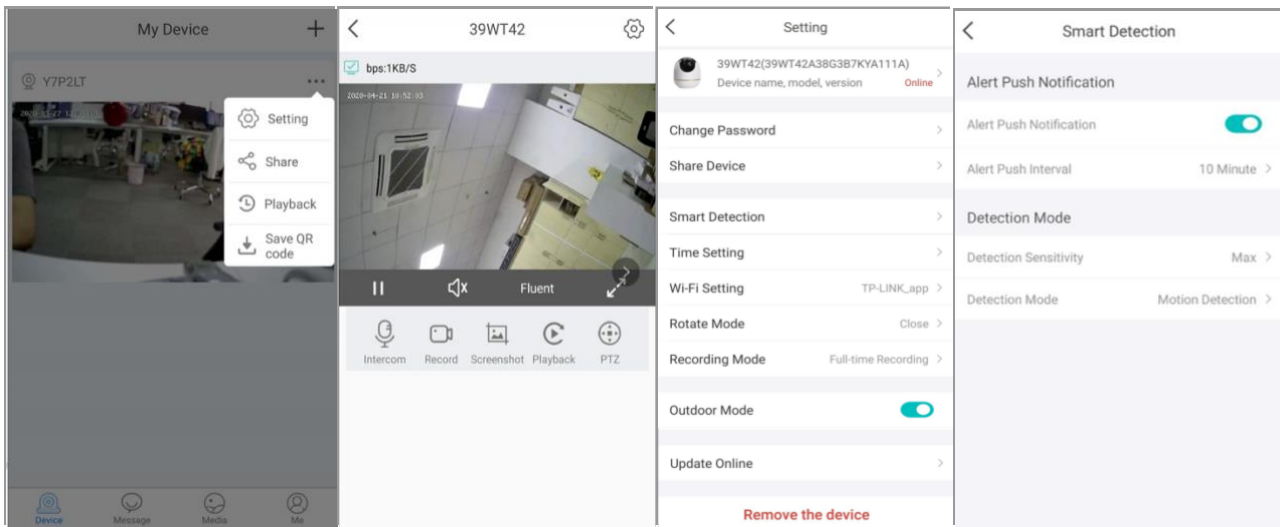 My Device
Y7P2LT
Setting
Share
Playback
Save QR
code
Device
Message
Media
Me
39WT42
bps:1KB/S
2020-04-21 10:52:03
Fluent
Intercom
Record
Screenshot
Playback
PTZ
Setting
39WT42(39WT42A38G3B7KYA111A)
Device name, model, version
Online
Change Password
Share Device
Smart Detection
Time Setting
Wi-Fi Setting TP-LINK_app
Rotate Mode Close
Recording Mode Full-time Recording
Outdoor Mode
Update Online
Remove the device
Smart Detection
Alert Push Notification
Alert Push Notification
Alert Push Interval 10 Minute
Detection Mode
Detection Sensitivity Max
Detection Mode Motion Detection